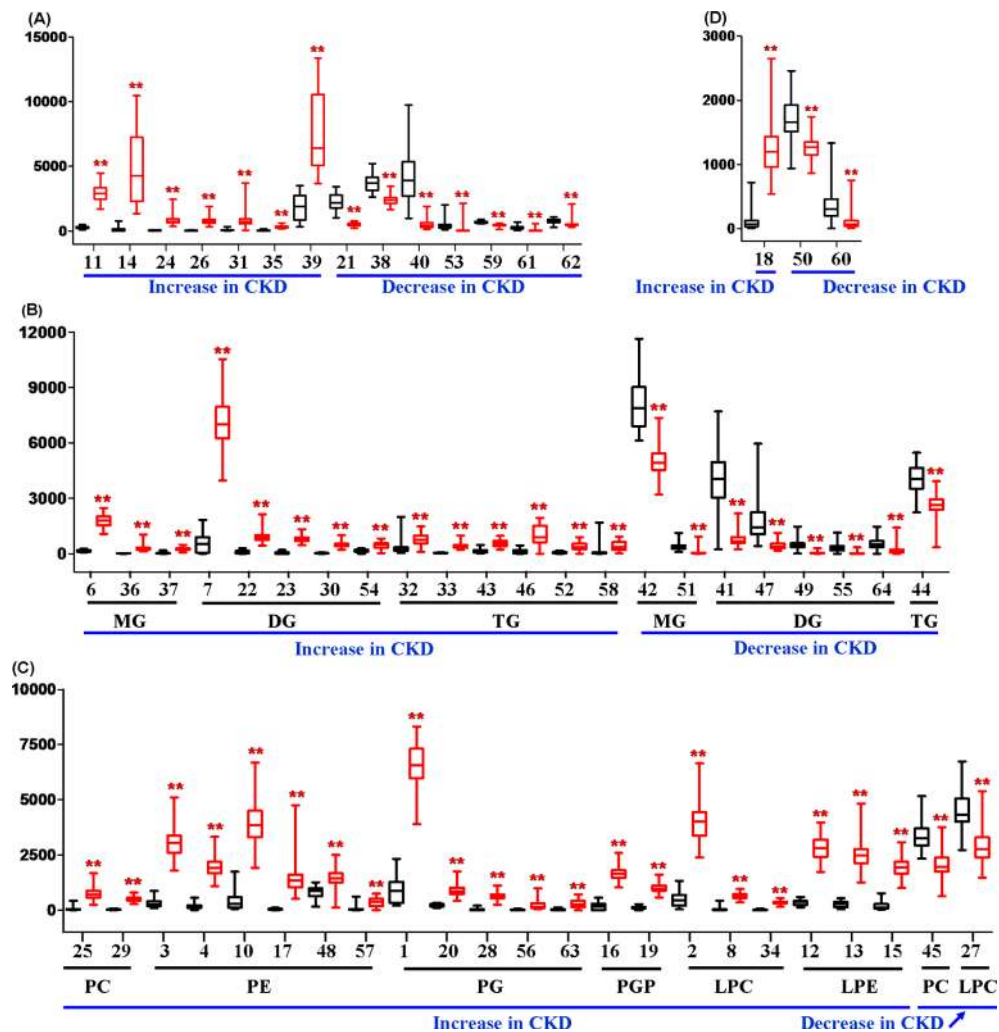 (A)
15000
10000
5000
0
** ** ** ** ** ** ** ** ** ** ** ** ** **
11 14 24 26 31 35 39 21 38 40 53 59 61 62
Increase in CKD Decrease in CKD
(D)
3000
2000
1000
0
** ** **
18 50 60
Increase in CKD Decrease in CKD
(B)
12000
9000
6000
3000
0
** ** ** ** ** ** ** ** ** ** ** ** ** ** ** ** ** ** ** ** ** **
6 36 37 7 22 23 30 54 32 33 43 46 52 58 42 51 41 47 49 55 64 44
MG DG TG MG DG TG
Increase in CKD Decrease in CKD
(C)
10000
7500
5000
2500
0
** ** ** ** ** ** ** ** ** ** ** ** ** ** ** ** ** ** ** ** ** ** **
25 29 3 4 10 17 48 57 1 20 28 56 63 16 19 2 8 34 12 13 15 45 27
PC PE PG PGP LPC LPE PC LPC
Increase in CKD Decrease in CKD